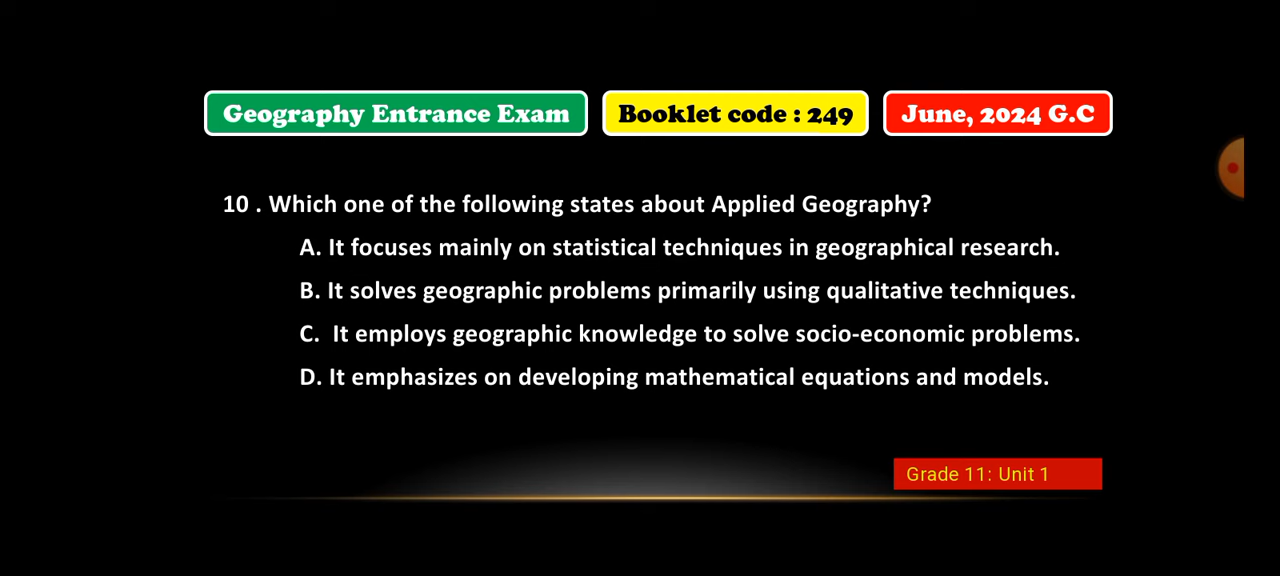 Geography Entrance Exam
Booklet code : 249
June, 2024 G.C
10 . Which one of the following states about Applied Geography?
A. It focuses mainly on statistical techniques in geographical research.
B. It solves geographic problems primarily using qualitative techniques.
C. It employs geographic knowledge to solve socio-economic problems.
D. It emphasizes on developing mathematical equations and models.
Grade 11: Unit 1